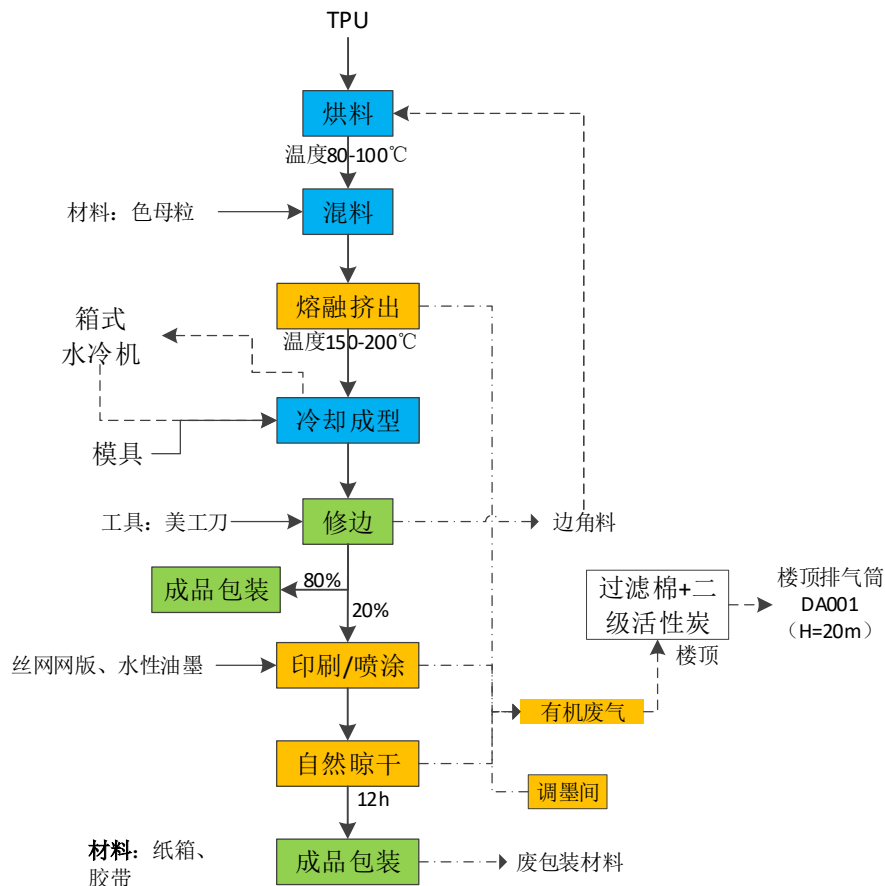 TPU
烘料
温度80-100℃
材料：色母粒
混料
熔融挤出
温度150-200℃
箱式
水冷机
冷却成型
模具
工具：美工刀
修边
边角料
成品包装
80%
20%
过滤棉+二
级活性炭
楼顶
楼顶排气筒
DA001
（H=20m）
丝网网版、水性油墨
印刷/喷涂
有机废气
自然晾干
调墨间
12h
材料：纸箱、
胶带
成品包装
废包装材料